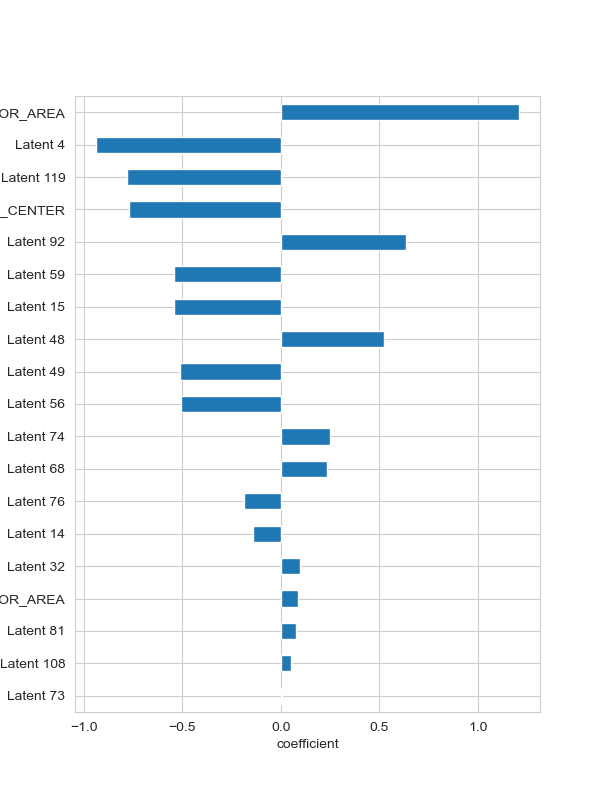 OR_AREA
Latent 4
Latent 119
_CENTER
Latent 92
Latent 59
Latent 15
Latent 48
Latent 49
Latent 56
Latent 74
Latent 68
Latent 76
Latent 14
Latent 32
OR_AREA
Latent 81
Latent 108
Latent 73
−1.0 −0.5 0.0 0.5 1.0
coefficient